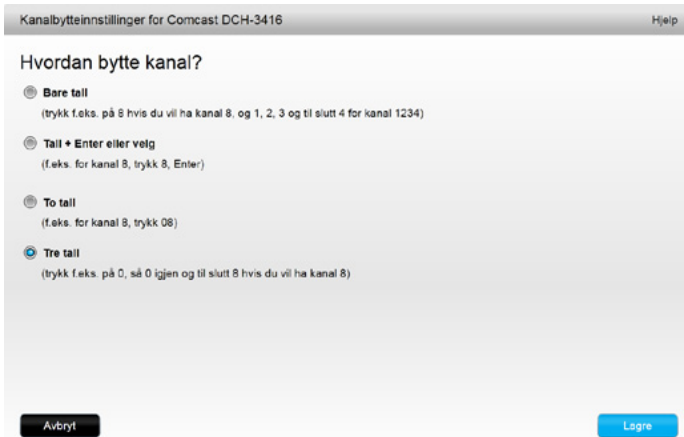 Kanalbytteinnstillinger for Comcast DCH-3416 Hjelp
Hvordan bytte kanal?
Bare tall
(trykk f.eks. på 8 hvis du vil ha kanal 8, og 1, 2, 3 og til slutt 4 for kanal 1234)
Tall + Enter eller velg
(f.eks. for kanal 8, trykk 8, Enter)
To tall
(f.eks. for kanal 8, trykk 08)
Tre tall
(trykk f.eks. på 0, så 0 igjen og til slutt 8 hvis du vil ha kanal 8)
Avbryt Lagre